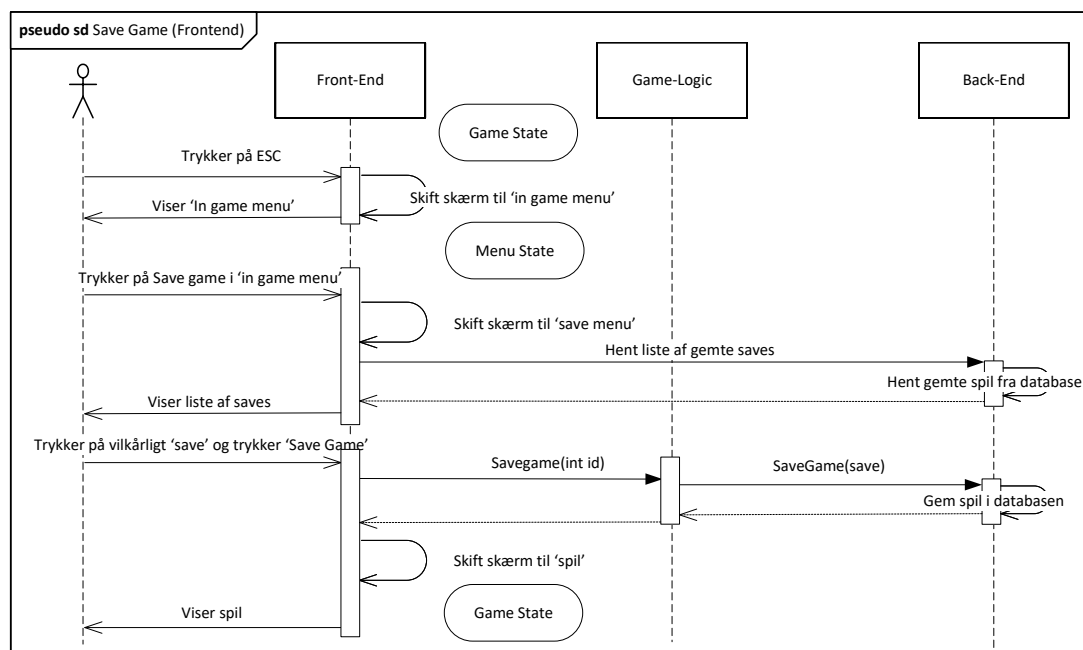 pseudo sd Save Game (Frontend)
Front-End
Game-Logic
Back-End
Game State
Trykker på ESC
Skift skærm til ‘in game menu’
Viser ‘In game menu’
Menu State
Trykker på Save game i ‘in game menu’
Skift skærm til ‘save menu’
Hent liste af gemte saves
Hent gemte spil fra database
Viser liste af saves
Trykker på vilkårligt ‘save’ og trykker ‘Save Game’
Savegame(int id)
SaveGame(save)
Gem spil i databasen
Skift skærm til ‘spil’
Viser spil
Game State